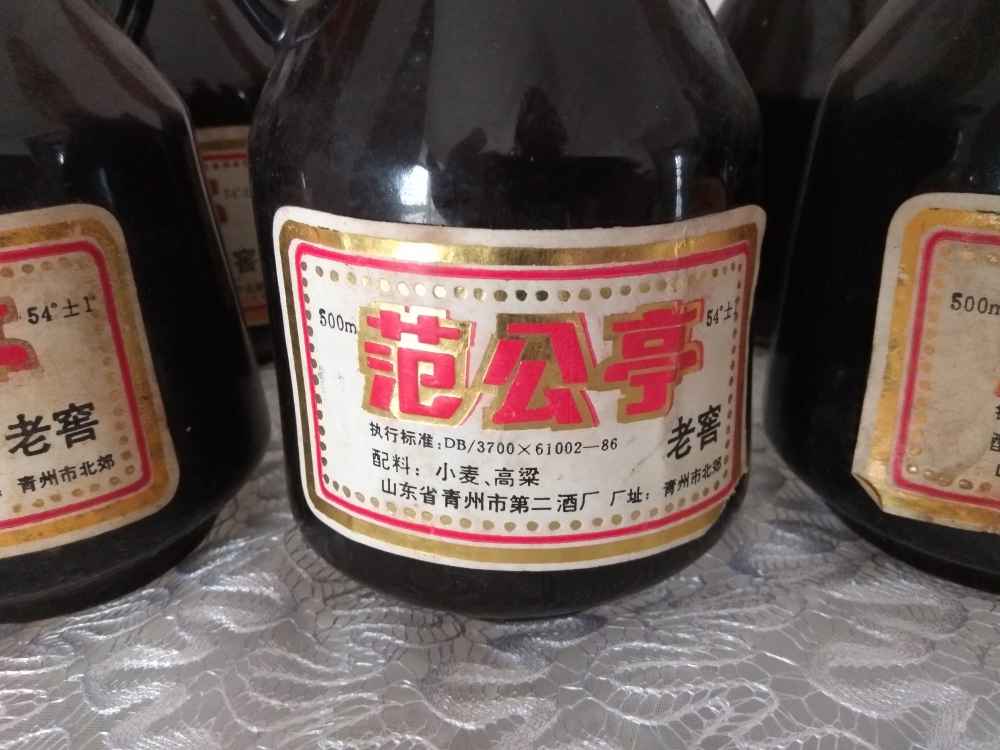 54°±1°
老窖
青州市北郊
54°
窖
500m
54°±1
范公亭
老窖
执行标准:DB/3700×61002—86
配料: 小麦、高粱
山东省青州市第二酒厂 厂址: 青州市北郊
500m